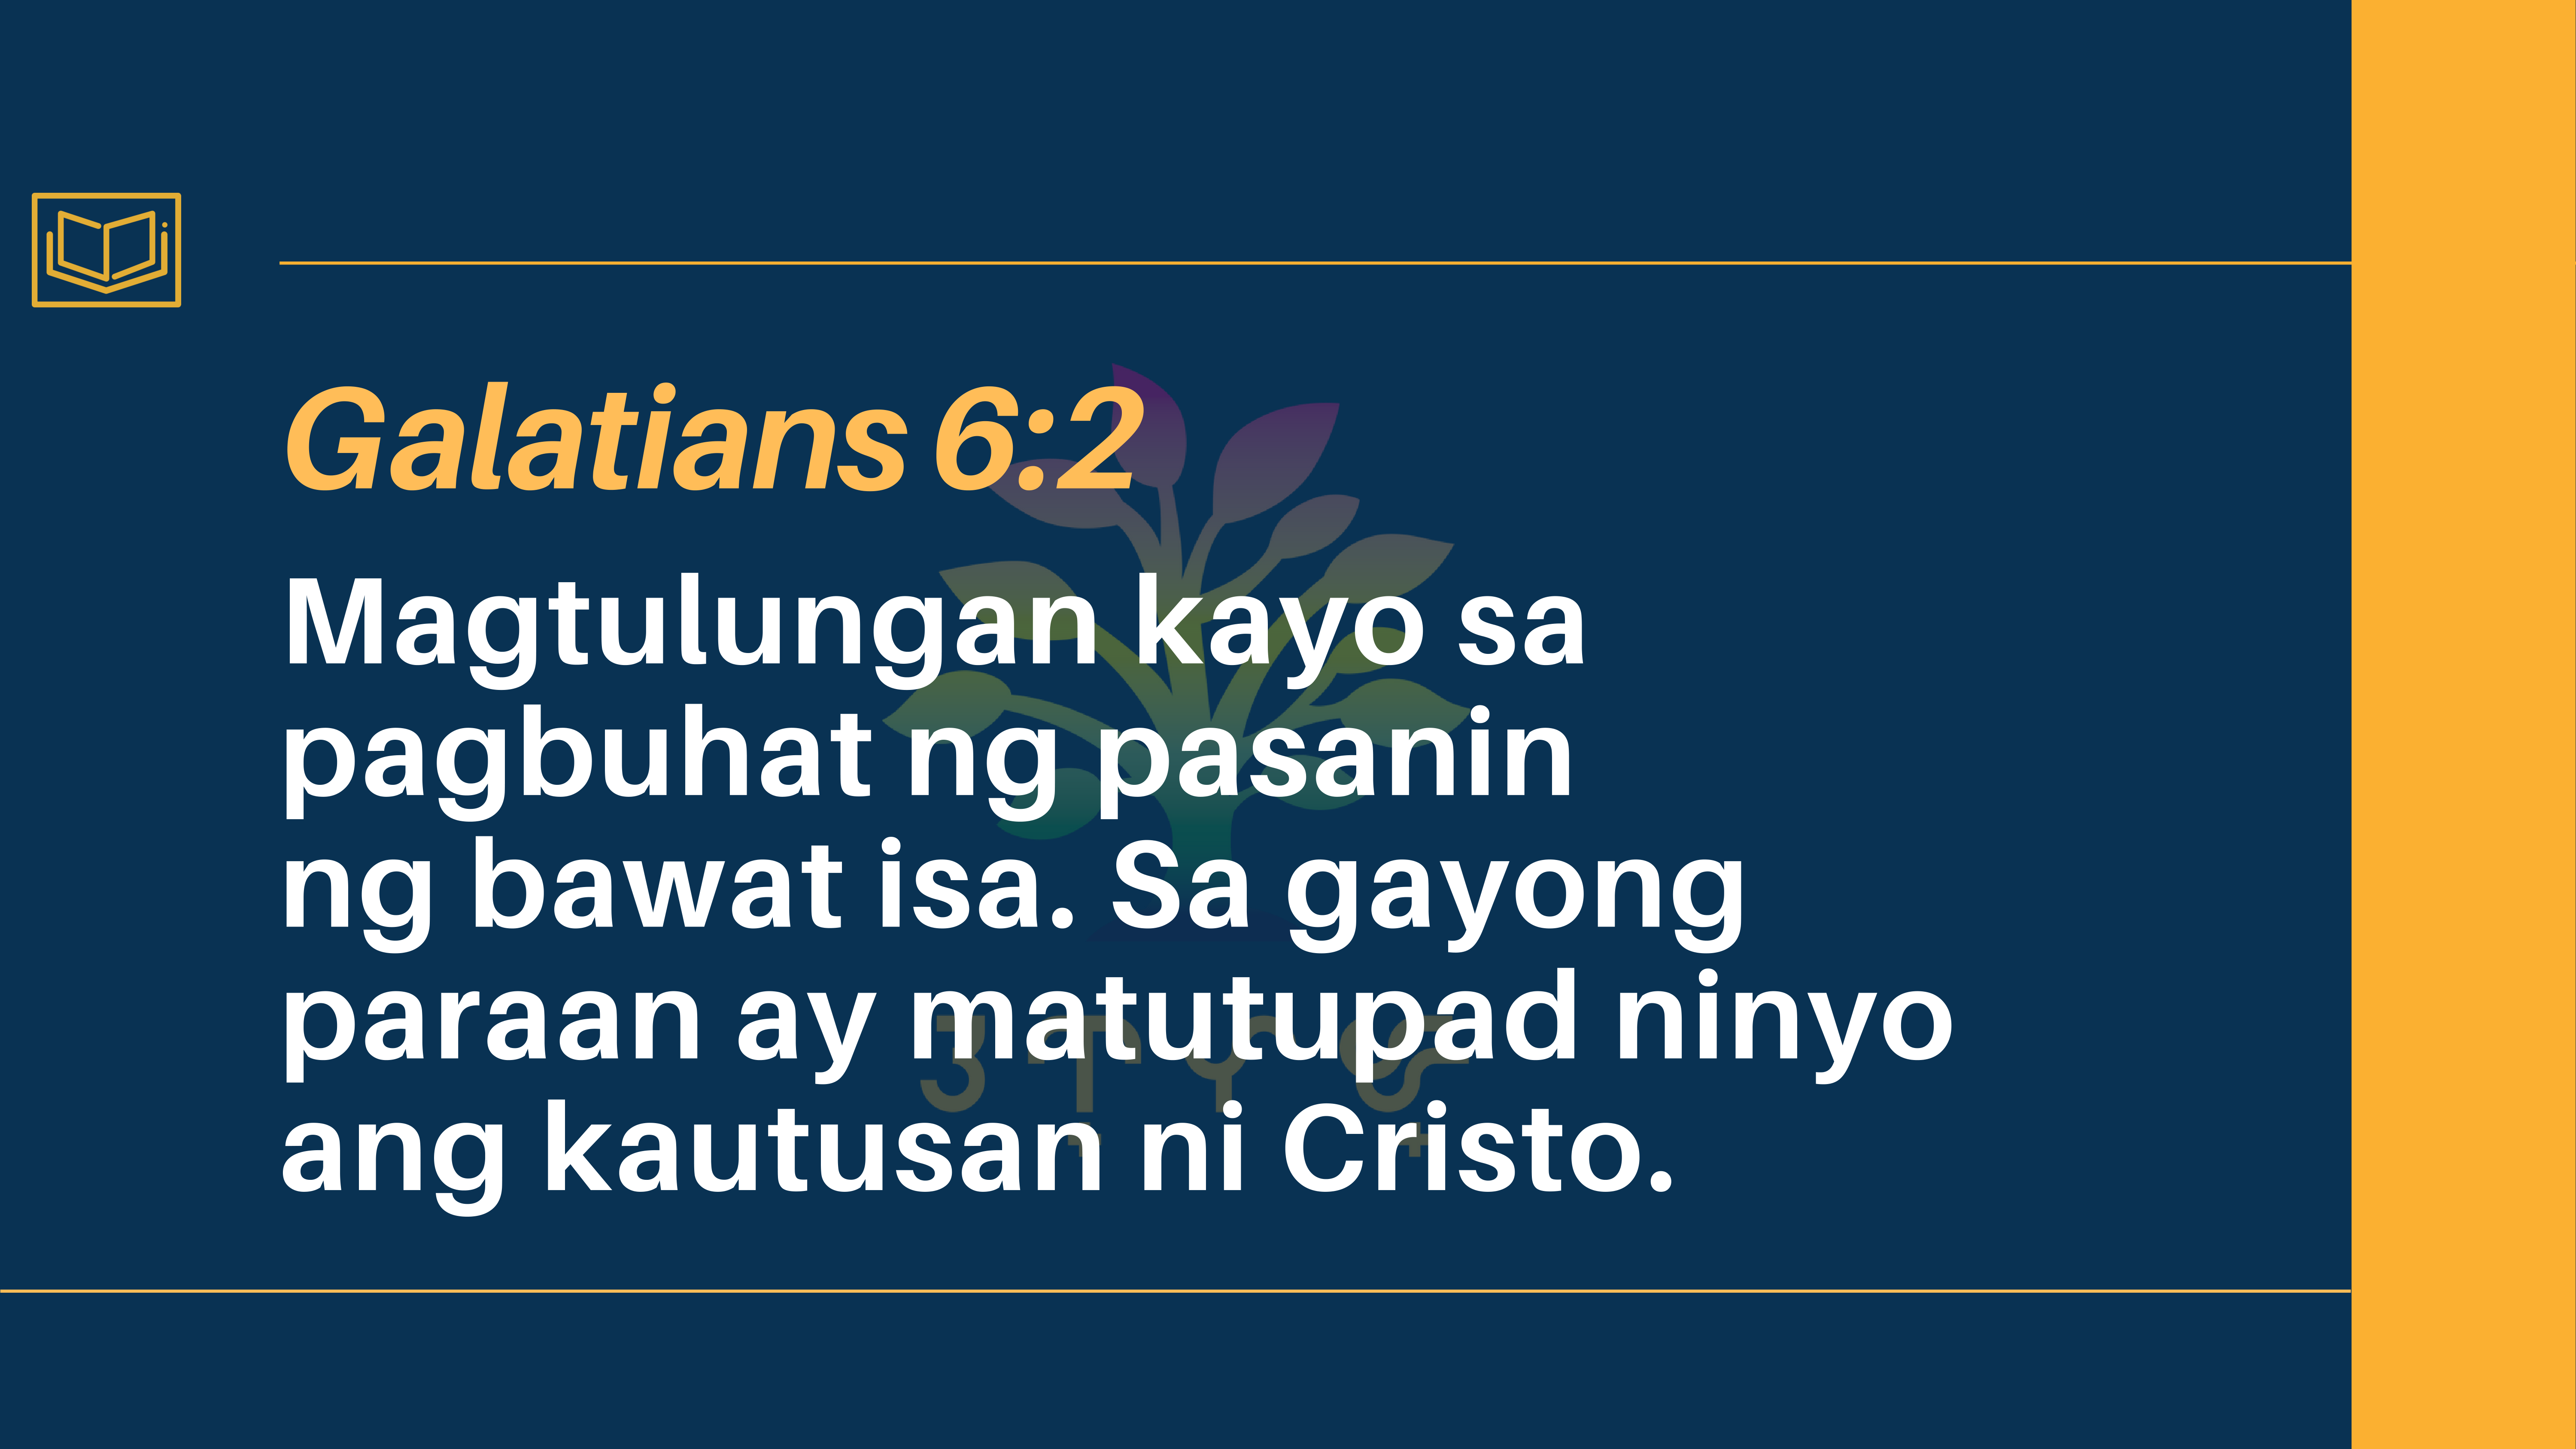 Galatians 6:2
Magtulungan kayo sa
pagbuhat ng pasanin
ng bawat isa. Sa gayong
paraan ay matutupad ninyo
ang kautusan ni Cristo.